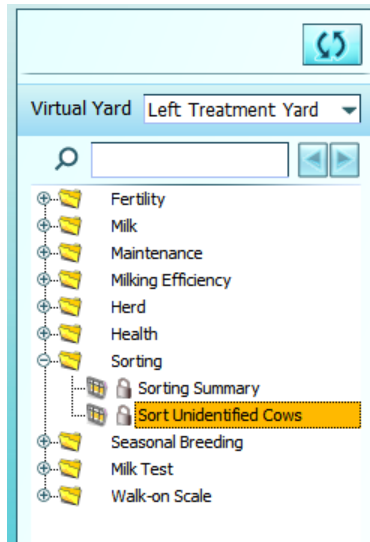 Virtual Yard Left Treatment Yard
Fertility
Milk
Maintenance
Milking Efficiency
Herd
Health
Sorting
Sorting Summary
Sort Unidentified Cows
Seasonal Breeding
Milk Test
Walk-on Scale